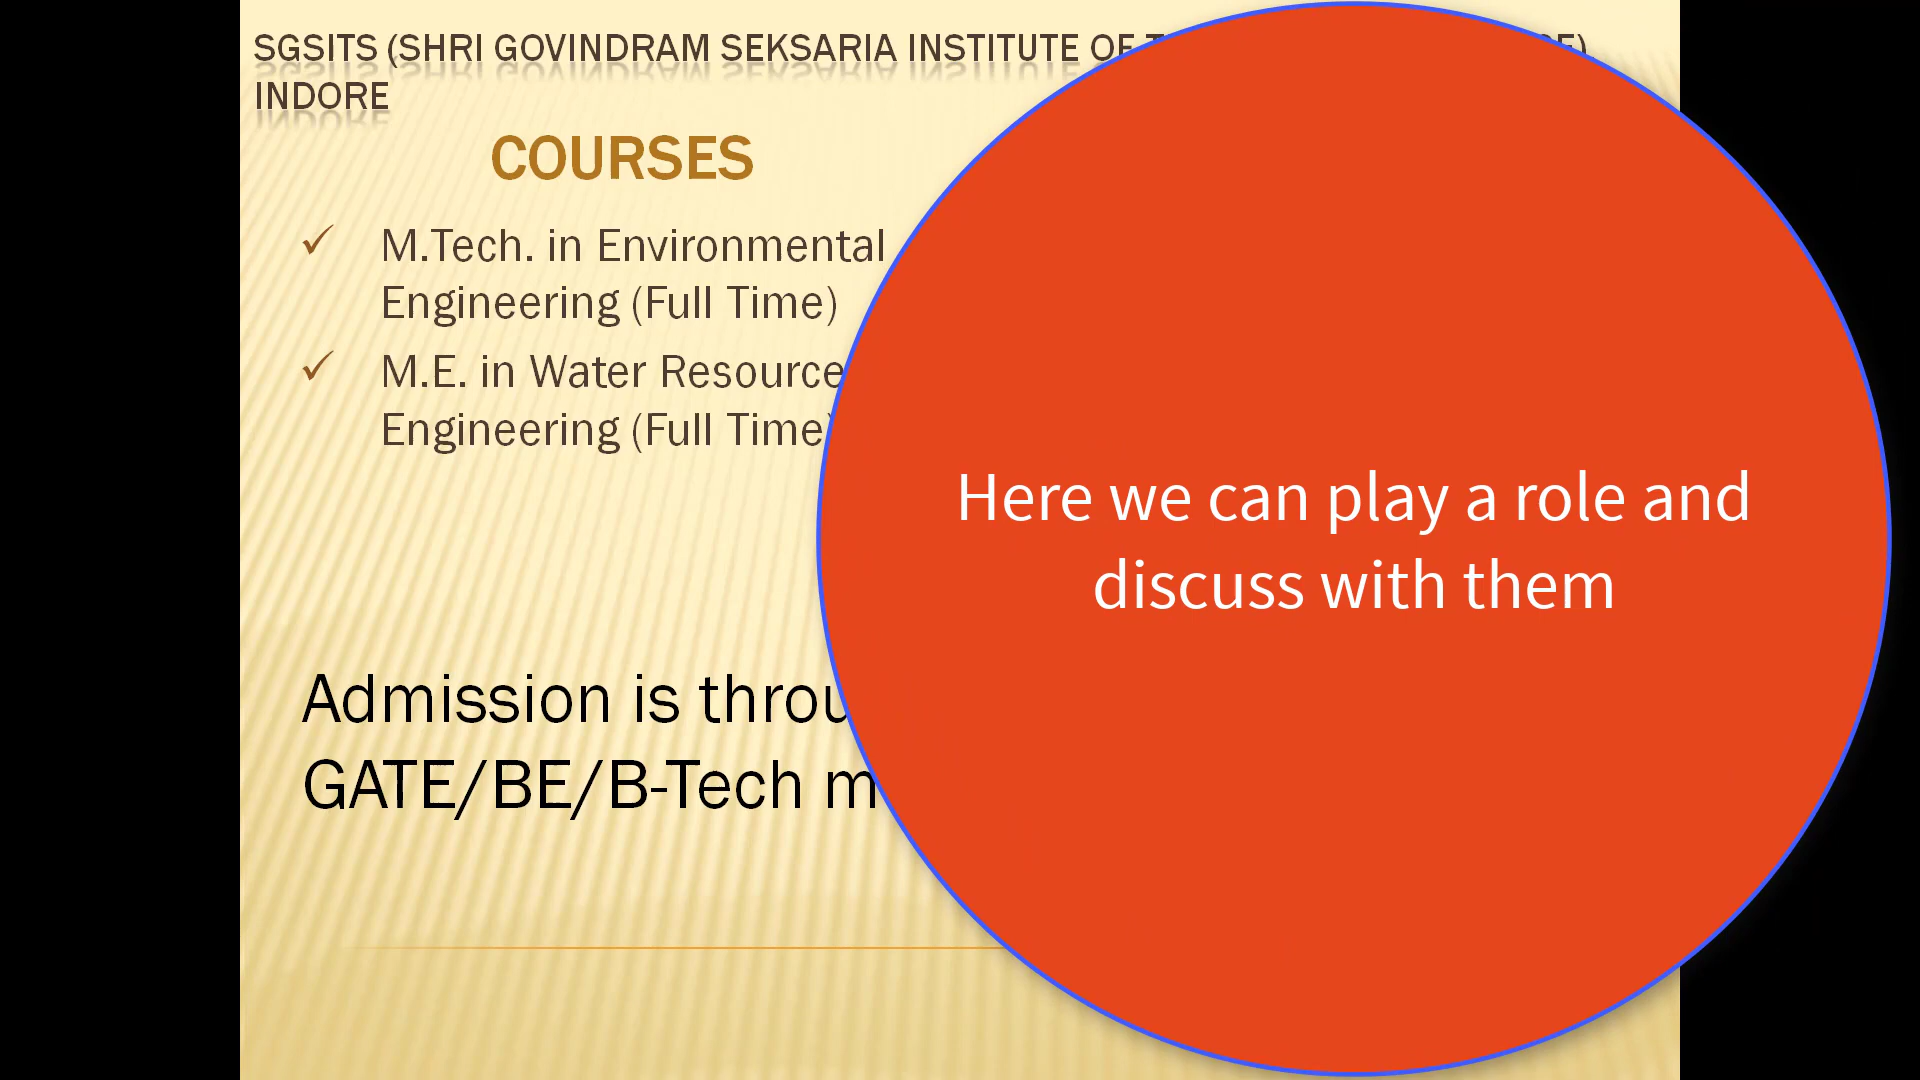 SGSITS (SHRI GOVINDRAM SEKSARIA INSTITUTE OF
INDORE
COURSES
✓ M.Tech. in Environmental
Engineering (Full Time)
✓ M.E. in Water Resource
Engineering (Full Time)
Admission is
GATE/BE/B-Tech
Here we can play a role and
discuss with them